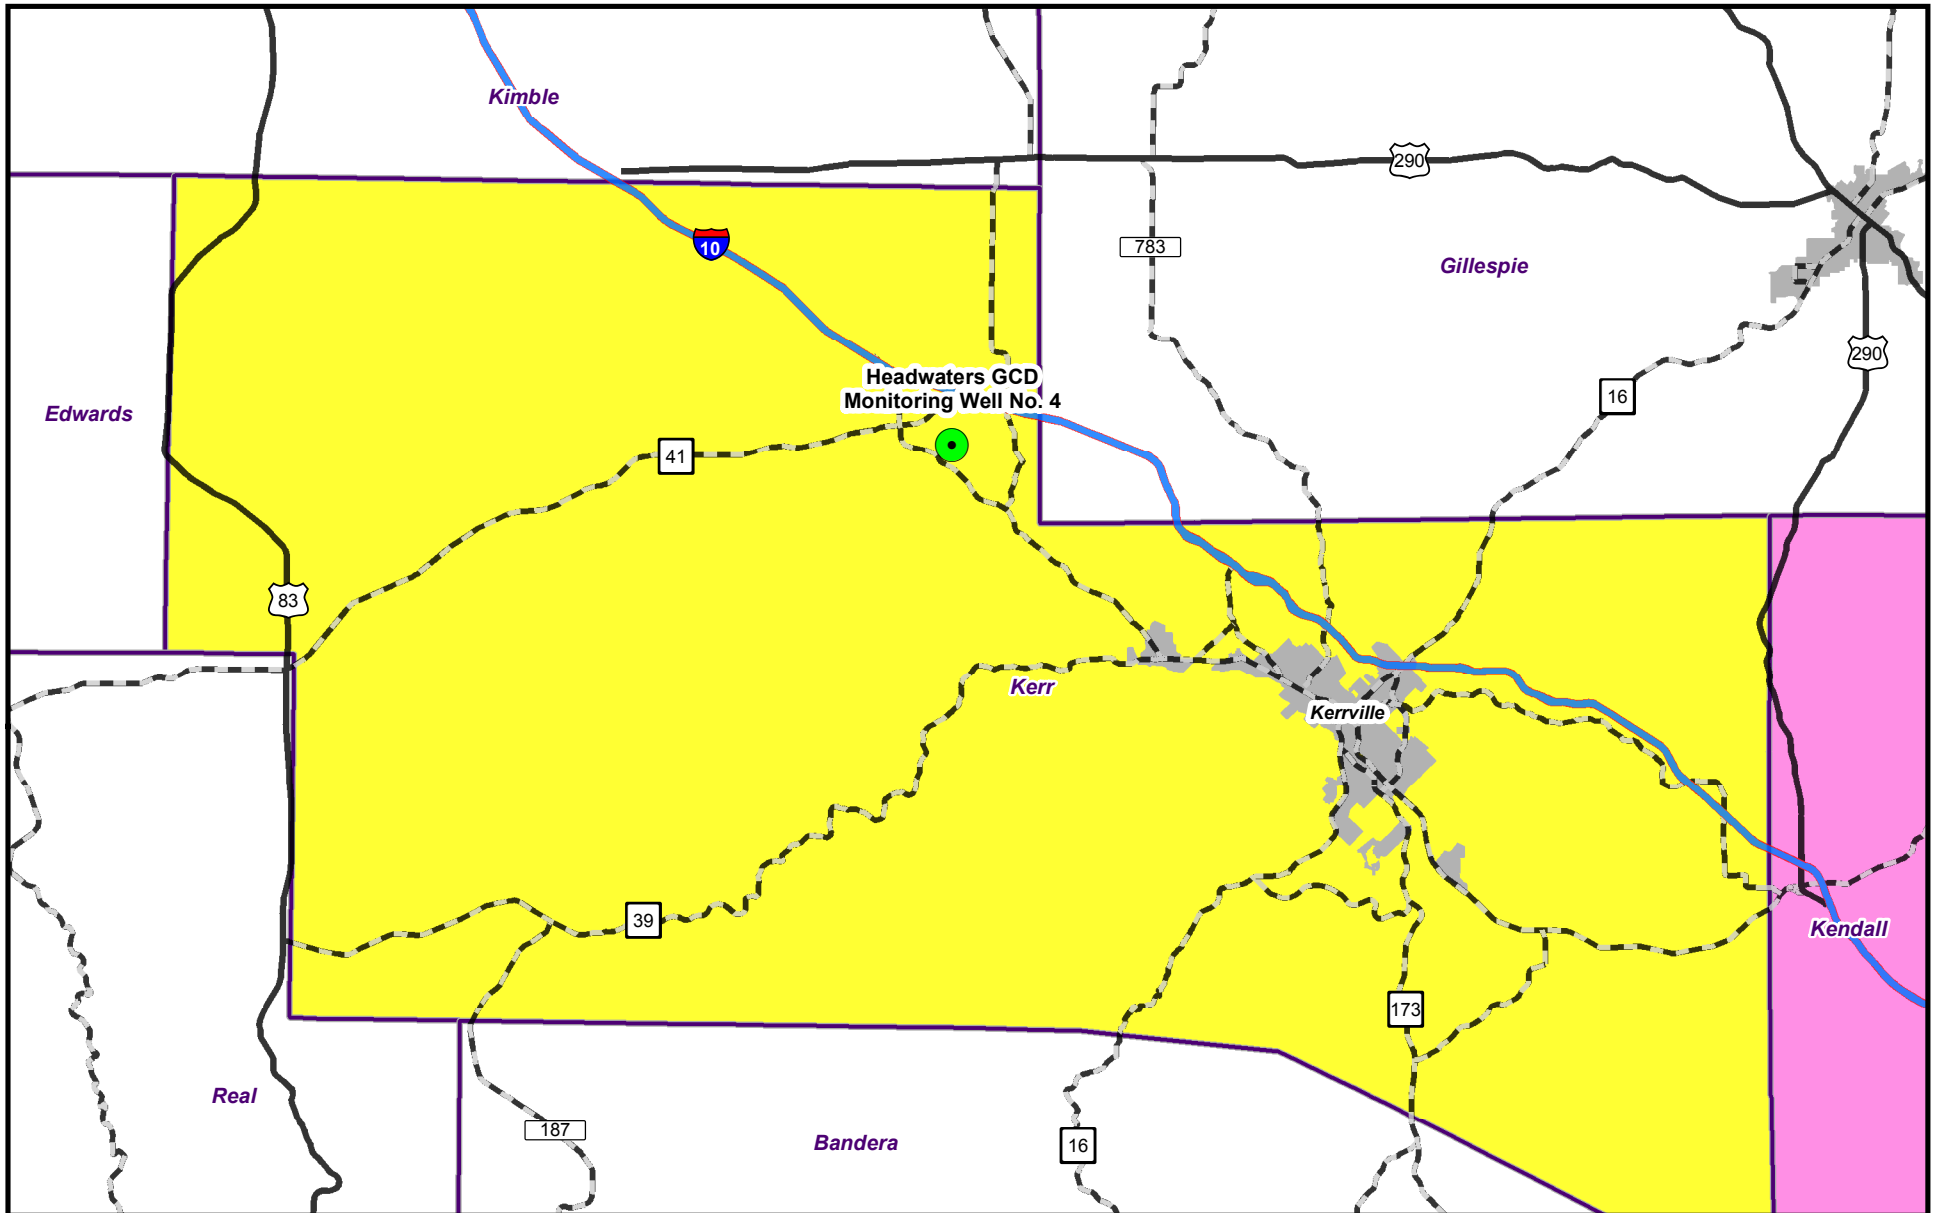 Kimble
290
10
783
Gillespie
290
Headwaters GCD
Monitoring Well No. 4
16
Edwards
41
83
Kerr
Kerrville
39
Kendall
173
Real
187
Bandera
16